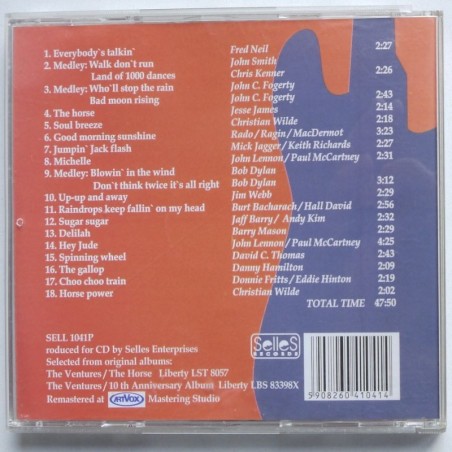 1. Everybody's talkin' Fred Neil 2:27
2. Medley: Walk don't run John Smith
Land of 1000 dances Chris Kenner 2:26
3. Medley: Who'll stop the rain John C. Fogerty
Bad moon rising John C. Fogerty 2:43
4. The horse Jesse James 2:14
5. Soul breeze Christian Wilde 2:18
6. Good morning sunshine Rado/Ragin/MacDermot 3:23
7. Jumpin' Jack flash Mick Jagger/Keith Richards 2:27
8. Michelle John Lennon/Paul McCartney 2:31
9. Medley: Blowin' in the wind Bob Dylan
Don't think twice it's all right Bob Dylan 3:12
10. Up-up and away Jim Webb 2:29
11. Raindrops keep fallin` on my head Burt Bacharach/Hall David 2:56
12. Sugar sugar Jaff Barry/ Andy Kim 2:32
13. Delilah Barry Mason 2:29
14. Hey Jude John Lennon/Paul McCartney 4:25
15. Spinning wheel David C. Thomas 2:43
16. The gallop Danny Hamilton 2:09
17. Choo choo train Donnie Fritts/Eddie Hinton 2:19
18. Horse power Christian Wilde 2:02
TOTAL TIME 47:50
SELL 1041P
roduced for CD by Selles Enterprises
Selected from original albums:
The Ventures/ The Horse Liberty LST 8057
The Ventures/ 10 th Anniversary Album Liberty LBS 83398X
Remastered at ARTVOX Mastering Studio
SelleS
RECORDS
5 908260 410414